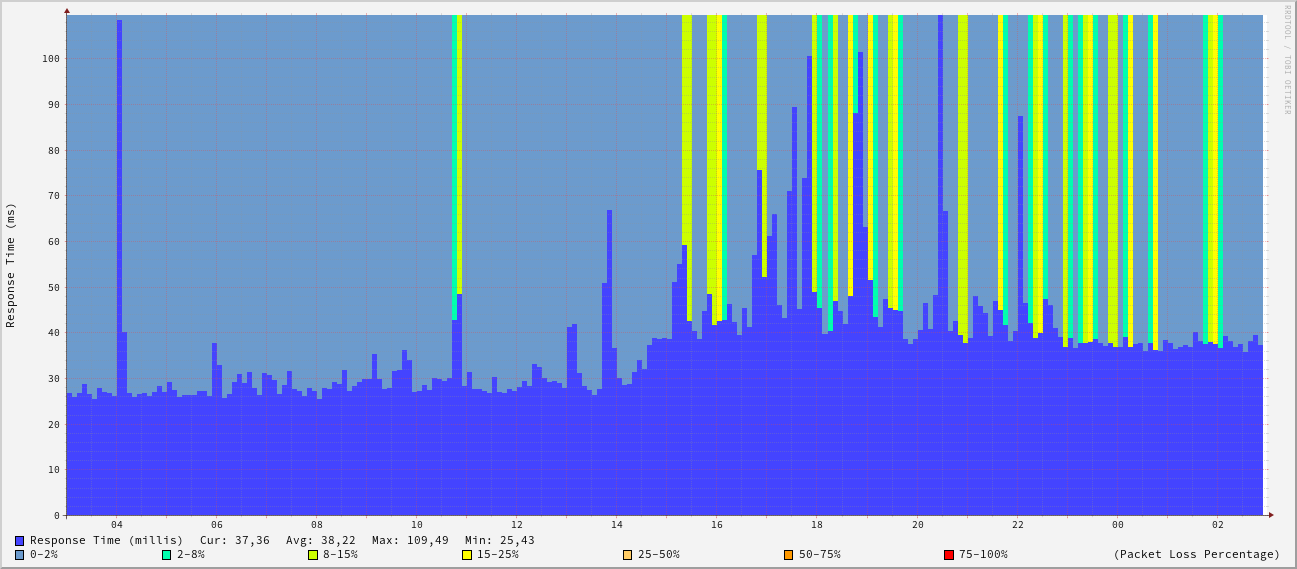 RRDTOOL / TOBI OETIKER
Response Time (ms)
100
90
80
70
60
50
40
30
20
10
0
04 06 08 10 12 14 16 18 20 22 00 02
Response Time (millis) Cur: 37,36 Avg: 38,22 Max: 109,49 Min: 25,43
0-2% 2-8% 8-15% 15-25% 25-50% 50-75% 75-100% (Packet Loss Percentage)